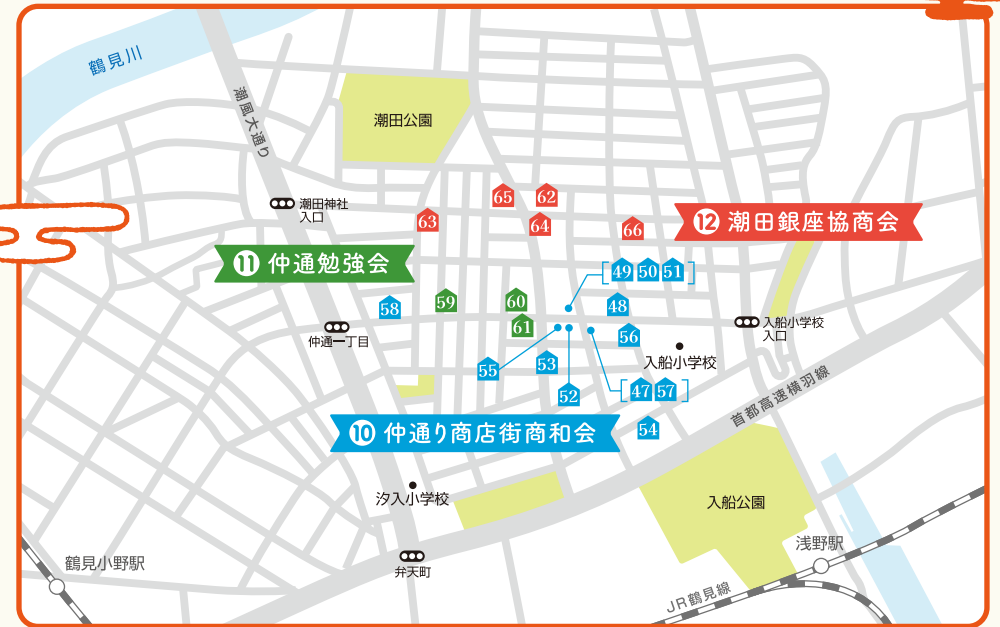 鶴見川
潮風大通り
潮田公園
潮田神社
入口
65
62
63
64
66
⑫ 潮田銀座協商会
⑪ 仲通勉強会
49 50 51
58
59
60
48
61
仲通一丁目
56
入船小学校
入口
入船小学校
55
53
52
47 57
首都高速横羽線
54
⑩ 仲通り商店街商和会
汐入小学校
入船公園
弁天町
鶴見小野駅
浅野駅
JR鶴見線